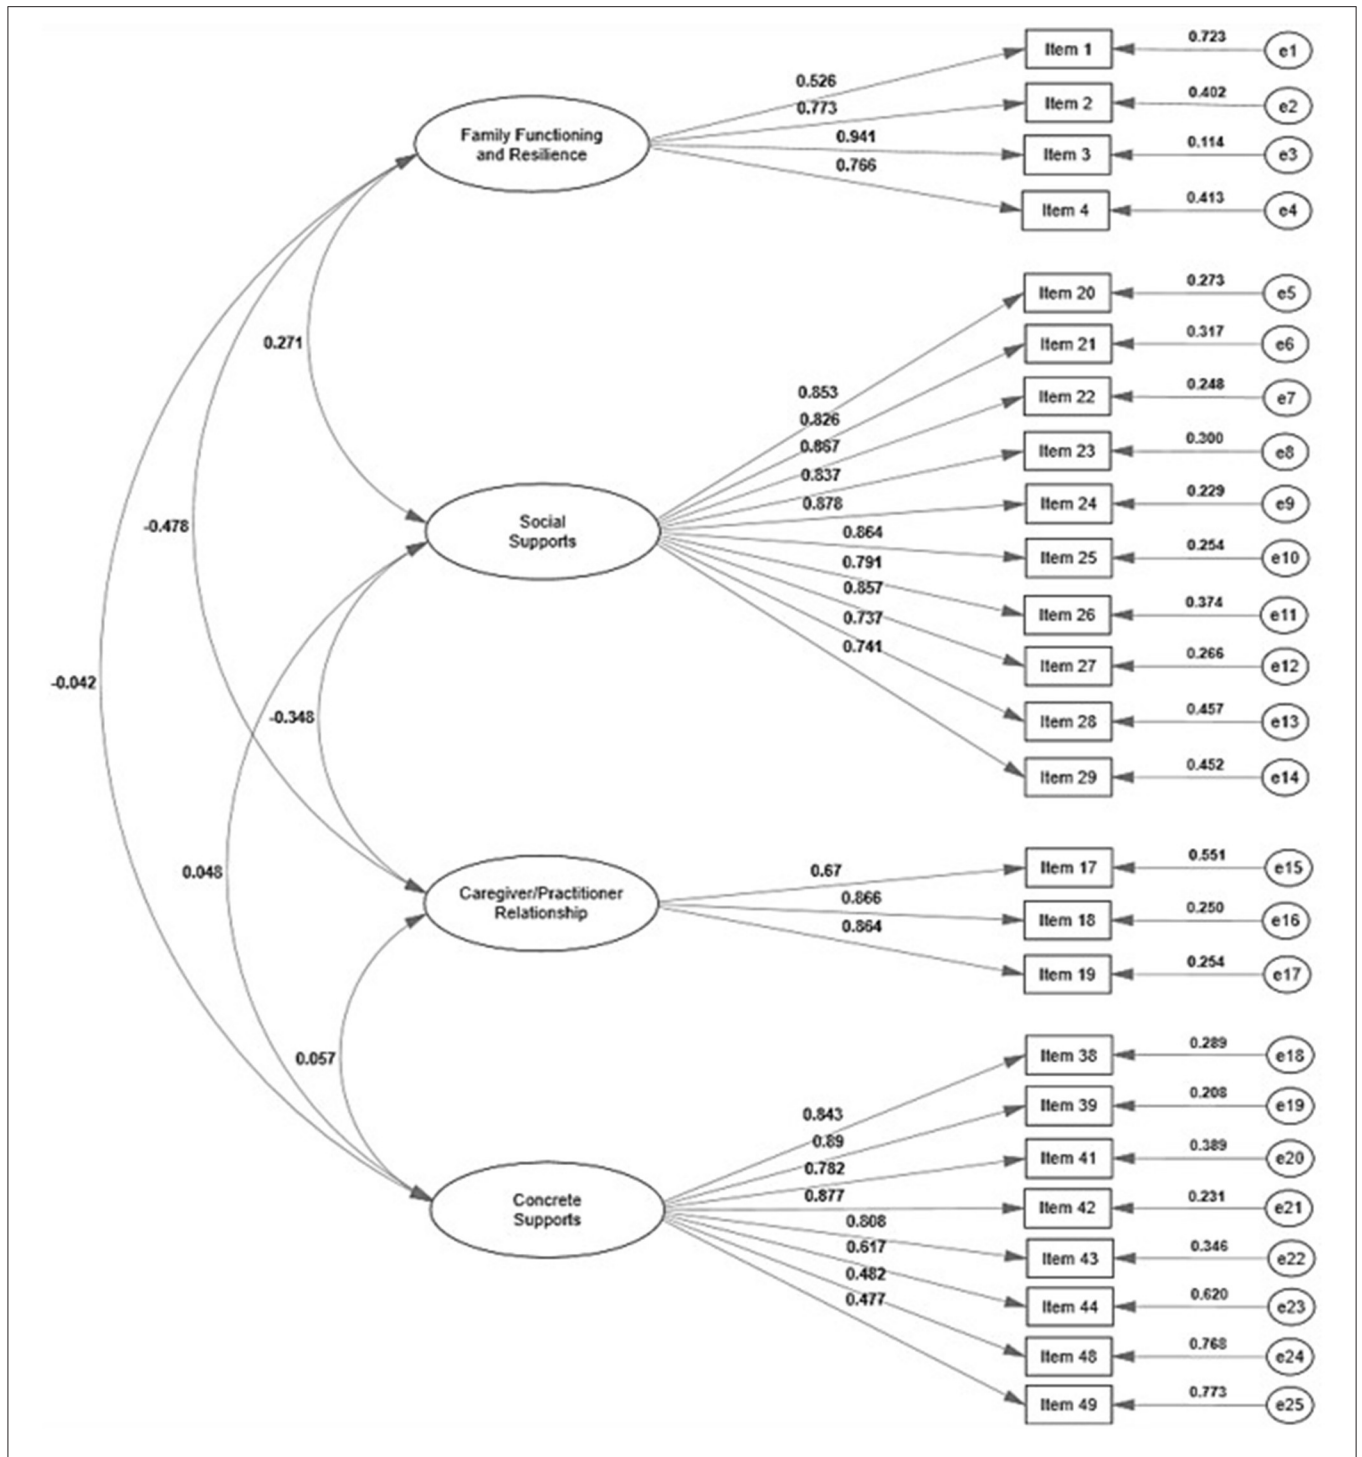 Family Functioning
and Resilience
0.526
0.773
0.941
0.766
Item 1
0.723
e1
Item 2
0.402
e2
Item 3
0.114
e3
Item 4
0.413
e4
0.271
-0.478
-0.042
Social
Supports
0.853
0.826
0.867
0.837
0.878
0.864
0.791
0.857
0.737
0.741
Item 20
0.273
e5
Item 21
0.317
e6
Item 22
0.248
e7
Item 23
0.300
e8
Item 24
0.229
e9
Item 25
0.254
e10
Item 26
0.374
e11
Item 27
0.266
e12
Item 28
0.457
e13
Item 29
0.452
e14
-0.348
0.048
Caregiver/Practitioner
Relationship
0.67
0.866
0.864
Item 17
0.551
e15
Item 18
0.250
e16
Item 19
0.254
e17
0.057
Concrete
Supports
0.843
0.89
0.782
0.877
0.808
0.617
0.482
0.477
Item 38
0.289
e18
Item 39
0.208
e19
Item 41
0.389
e20
Item 42
0.231
e21
Item 43
0.346
e22
Item 44
0.620
e23
Item 48
0.768
e24
Item 49
0.773
e25